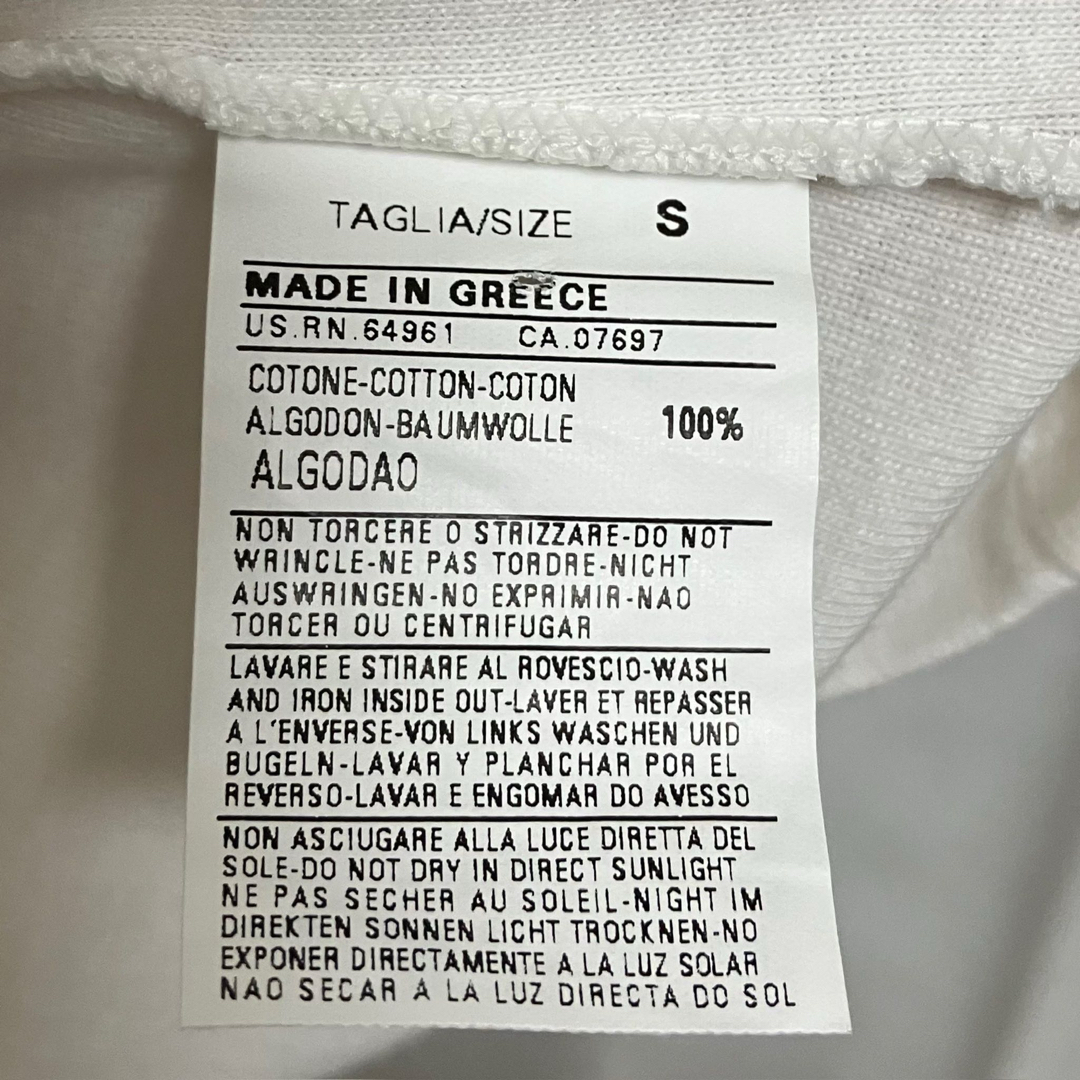 TAGLIA/SIZE S
MADE IN GREECE
US.RN.64961 CA.07697
COTONE-COTTON-COTON
ALGODON-BAUMWOLLE 100%
ALGODAO
NON TORCERE O STRIZZARE-DO NOT
WRINCLE-NE PAS TORDRE-NICHT
AUSWRINGEN-NO EXPRIMIR-NAO
TORCER OU CENTRIFUGAR
LAVARE E STIRARE AL ROVESCIO-WASH
AND IRON INSIDE OUT-LAVER ET REPASSER
A L'ENVERSE-VON LINKS WASCHEN UND
BUGELN-LAVAR Y PLANCHAR POR EL
REVERSO-LAVAR E ENGOMAR DO AVESSO
NON ASCIUGARE ALLA LUCE DIRETTA DEL
SOLE-DO NOT DRY IN DIRECT SUNLIGHT
NE PAS SECHER AU SOLEIL-NIGHT IM
DIREKTEN SONNEN LICHT TROCKNEN-NO
EXPONER DIRECTAMENTE A LA LUZ SOLAR
NAO SECAR A LA LUZ DIRECTA DO SOL